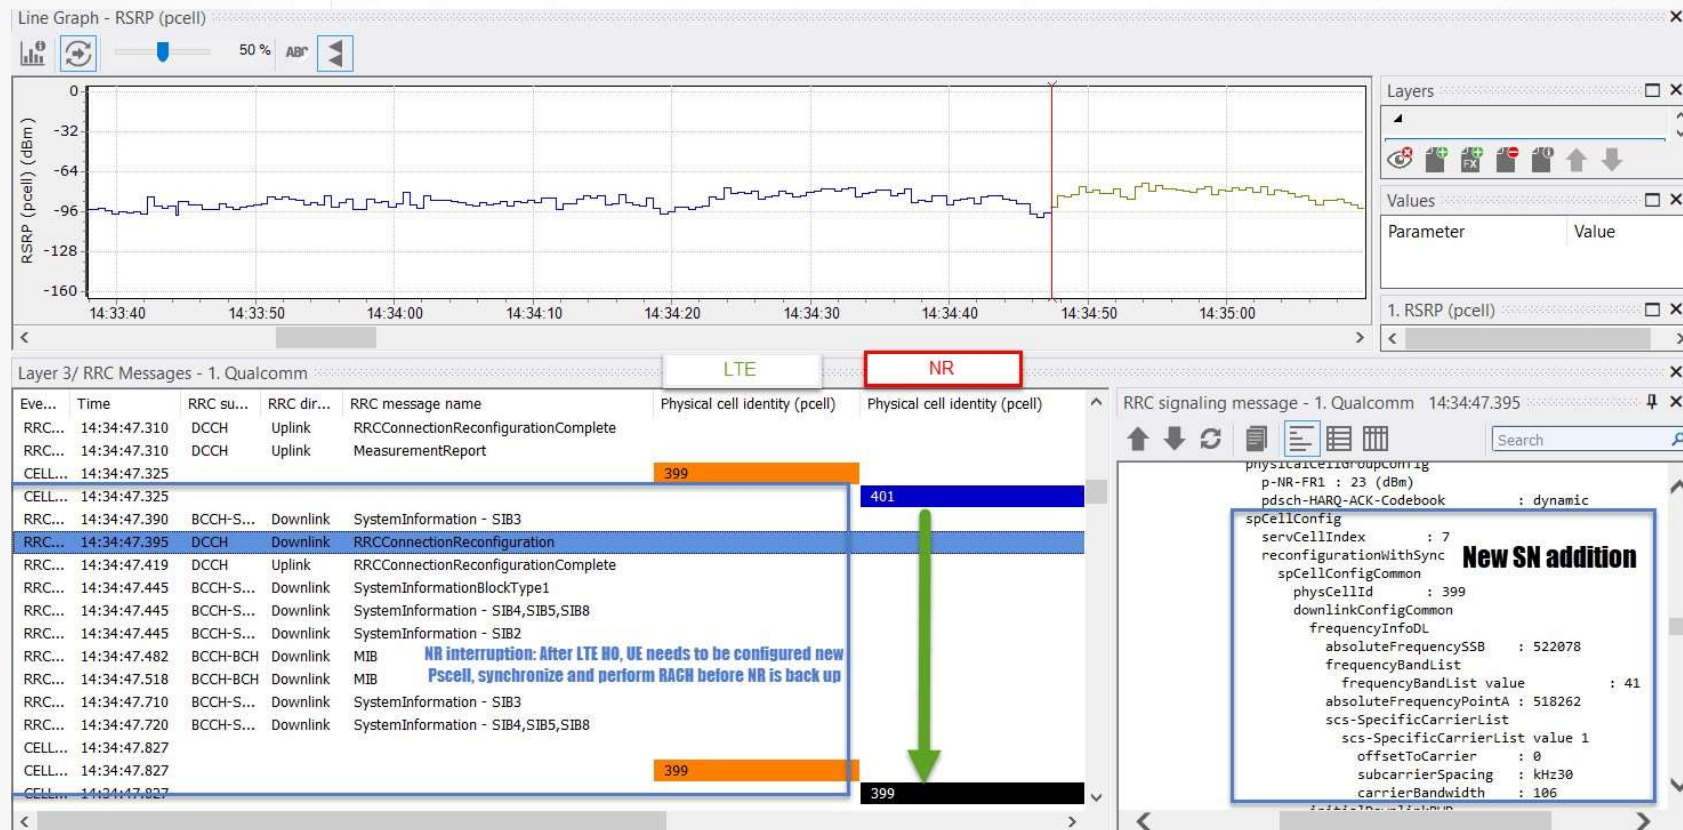 Line Graph - RSRP (pcell)
50 % ABC
RSRP (pcell) (dBm)
0
-32
-64
-96
-128
-160
14:33:40 14:33:50 14:34:00 14:34:10 14:34:20 14:34:30 14:34:40 14:34:50 14:35:00
Layers
FX
Values
Parameter Value
1. RSRP (pcell)
Layer 3/ RRC Messages - 1. Qualcomm
LTE
NR
Eve... Time RRC su... RRC dir... RRC message name Physical cell identity (pcell) Physical cell identity (pcell)
RRC... 14:34:47.310 DCCH Uplink RRCConnectionReconfigurationComplete
RRC... 14:34:47.310 DCCH Uplink MeasurementReport
CELL... 14:34:47.325 399
CELL... 14:34:47.325 401
RRC... 14:34:47.390 BCCH-S... Downlink SystemInformation - SIB3
RRC... 14:34:47.395 DCCH Downlink RRCConnectionReconfiguration
RRC... 14:34:47.419 DCCH Uplink RRCConnectionReconfigurationComplete
RRC... 14:34:47.445 BCCH-S... Downlink SystemInformationBlockType1
RRC... 14:34:47.445 BCCH-S... Downlink SystemInformation - SIB4,SIB5,SIB8
RRC... 14:34:47.445 BCCH-S... Downlink SystemInformation - SIB2
RRC... 14:34:47.482 BCCH-BCH Downlink MIB
RRC... 14:34:47.518 BCCH-BCH Downlink MIB
NR interruption: After LTE HO, UE needs to be configured new
Pscell, synchronize and perform RACH before NR is back up
RRC... 14:34:47.710 BCCH-S... Downlink SystemInformation - SIB3
RRC... 14:34:47.720 BCCH-S... Downlink SystemInformation - SIB4,SIB5,SIB8
CELL... 14:34:47.827
CELL... 14:34:47.827 399
CELL... 14:34:47.827 399
RRC signaling message - 1. Qualcomm 14:34:47.395
Search
physicalCellGroupConfig
p-NR-FR1 : 23 (dBm)
pdsch-HARQ-ACK-Codebook : dynamic
spCellConfig
servCellIndex : 7
reconfigurationWithSync
New SN addition
spCellConfigCommon
physCellId : 399
downlinkConfigCommon
frequencyInfoDL
absoluteFrequencySSB : 522078
frequencyBandList
frequencyBandList value : 41
absoluteFrequencyPointA : 518262
scs-SpecificCarrierList
scs-SpecificCarrierList value 1
offsetToCarrier : 0
subcarrierSpacing : kHz30
carrierBandwidth : 106
initialDownlinkBWP